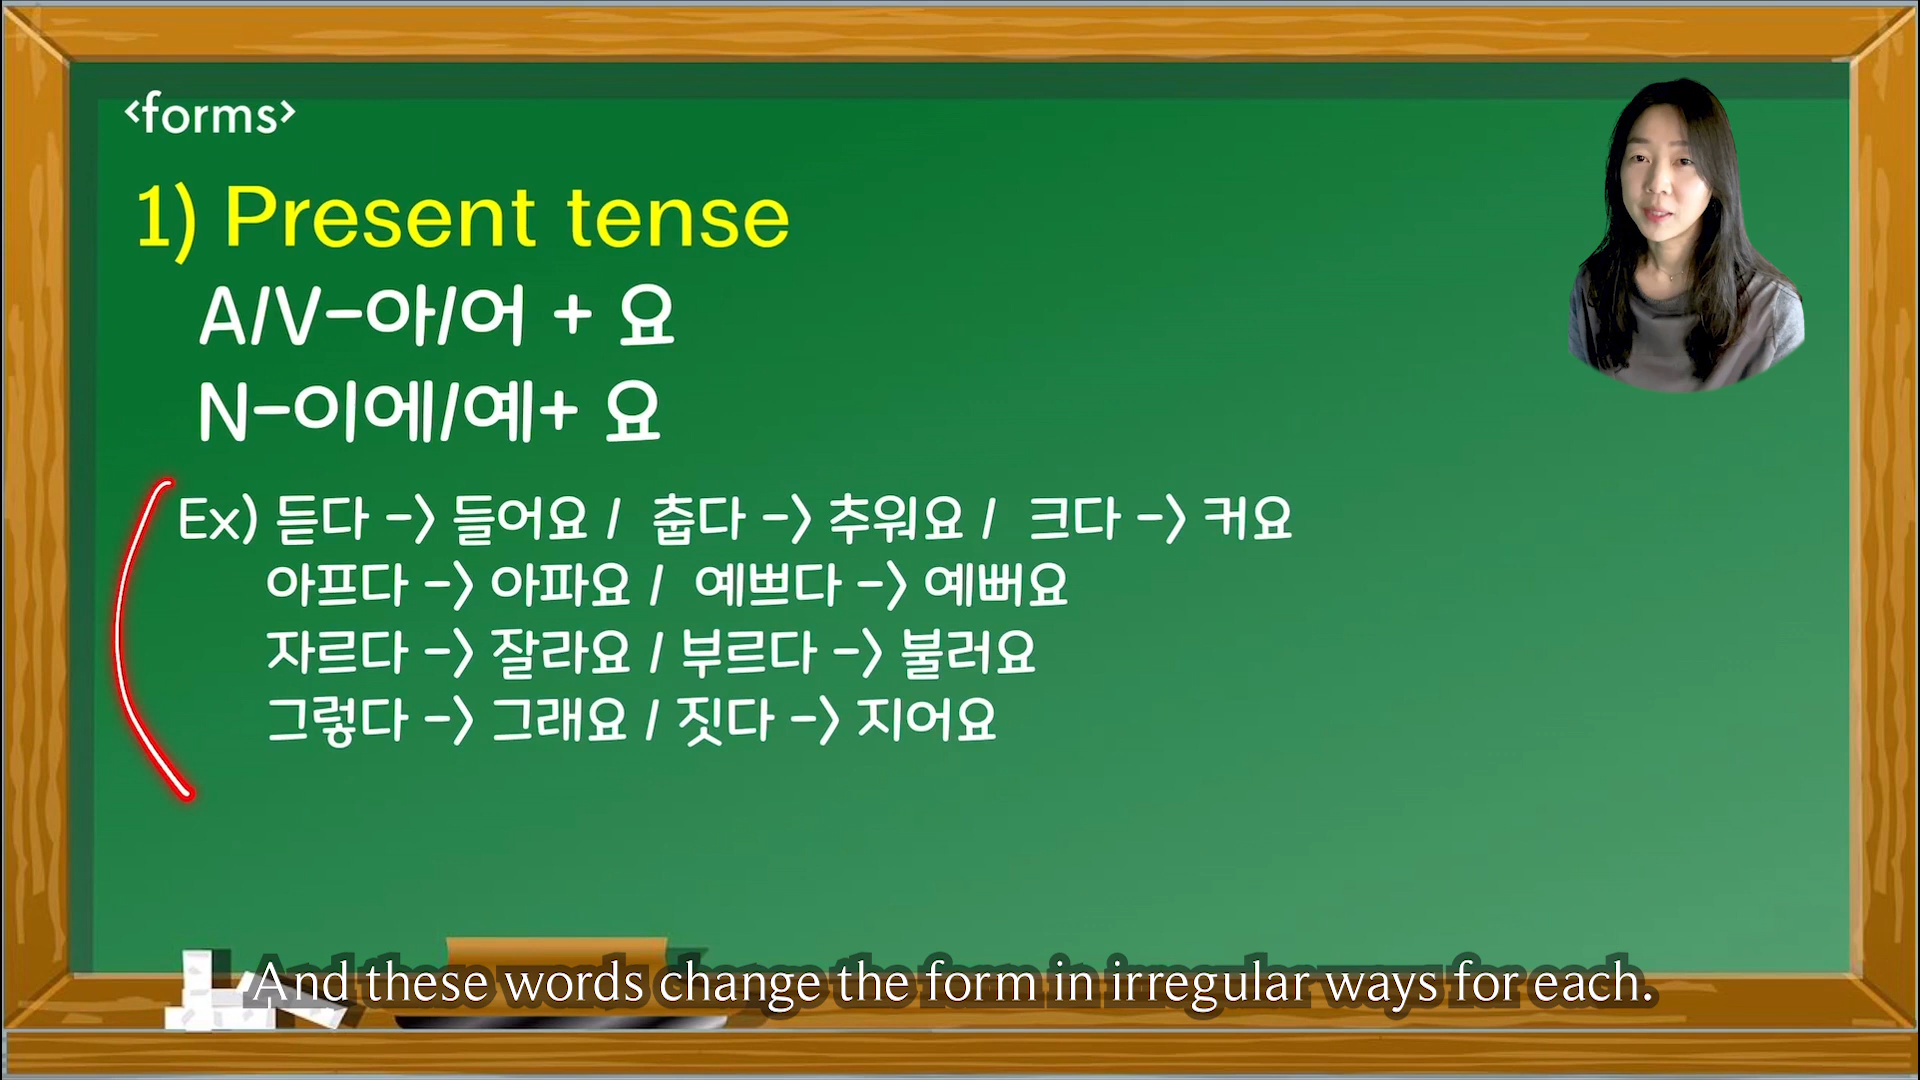 <forms>
1) Present tense
A/V-아/어 + 요
N-이에/예+ 요
Ex) 듣다 -> 들어요 / 춥다 -> 추워요 / 크다 -> 커요
아프다 -> 아파요 / 예쁘다 -> 예뻐요
자르다 -> 잘라요 / 부르다 -> 불러요
그렇다 -> 그래요 / 짓다 -> 지어요
And these words change the form in irregular ways for each.